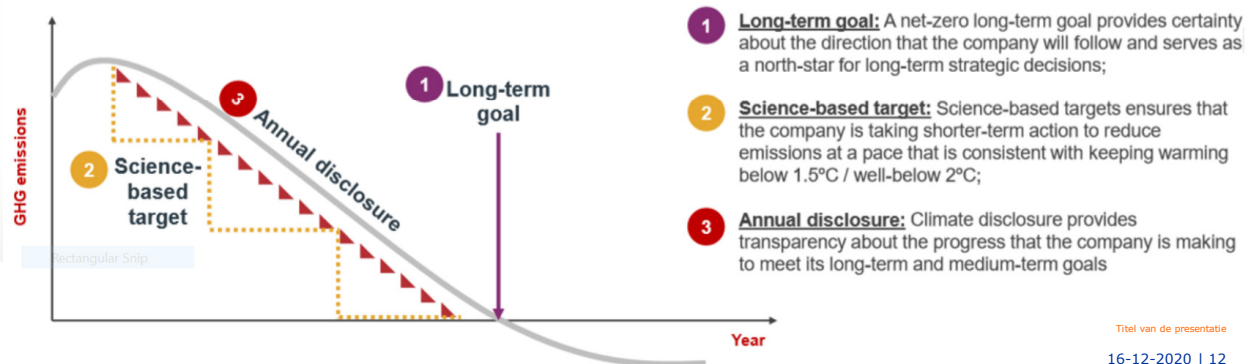 GHG emissions
1 Long-term
goal
3 Annual disclosure
2 Science-
based
target
Rectangular Snip
Year
1 Long-term goal: A net-zero long-term goal provides certainty
about the direction that the company will follow and serves as
a north-star for long-term strategic decisions;
2 Science-based target: Science-based targets ensures that
the company is taking shorter-term action to reduce
emissions at a pace that is consistent with keeping warming
below 1.5ºC / well-below 2ºC;
3 Annual disclosure: Climate disclosure provides
transparency about the progress that the company is making
to meet its long-term and medium-term goals
Titel van de presentatie
16-12-2020 | 12